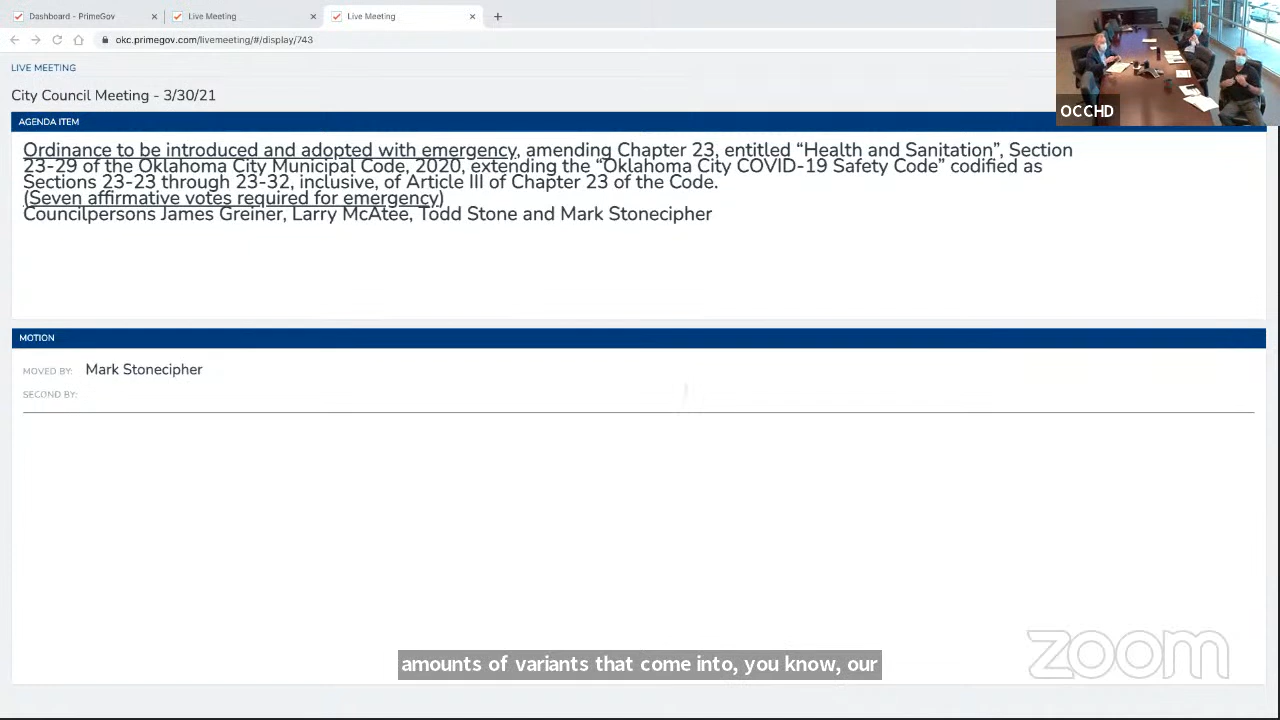 Dashboard - PrimeGov
Live Meeting
Live Meeting
okc.primegov.com/livemeeting/#/display/743
LIVE MEETING
City Council Meeting - 3/30/21
AGENDA ITEM
Ordinance to be introduced and adopted with emergency, amending Chapter 23, entitled “Health and Sanitation”, Section
23-29 of the Oklahoma City Municipal Code, 2020, extending the “Oklahoma City COVID-19 Safety Code” codified as
Sections 23-23 through 23-32, inclusive, of Article III of Chapter 23 of the Code.
(Seven affirmative votes required for emergency)
Councilpersons James Greiner, Larry McAtee, Todd Stone and Mark Stonecipher
MOTION
MOVED BY: Mark Stonecipher
SECOND BY:
OCCHD
amounts of variants that come into, you know, our
zoom